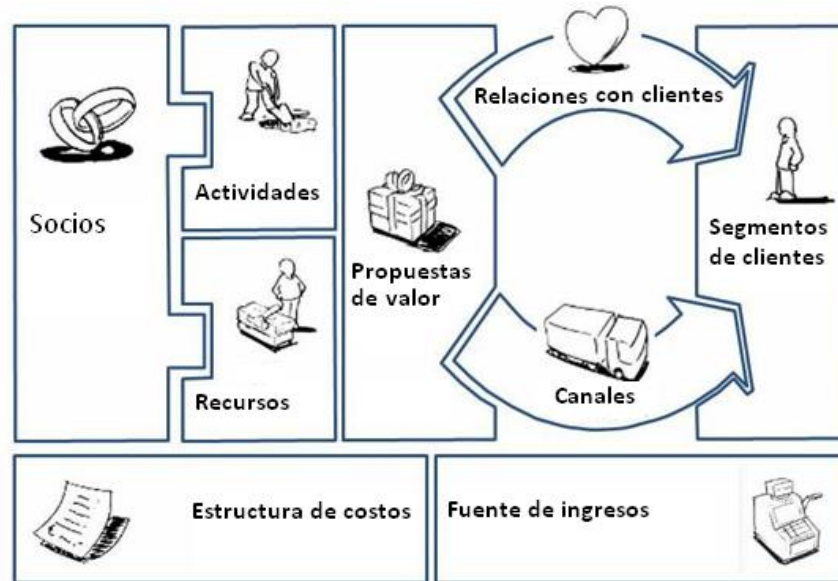 Socios
Actividades
Recursos
Propuestas
de valor
Relaciones con clientes
Canales
Segmentos
de clientes
Estructura de costos
Fuente de ingresos